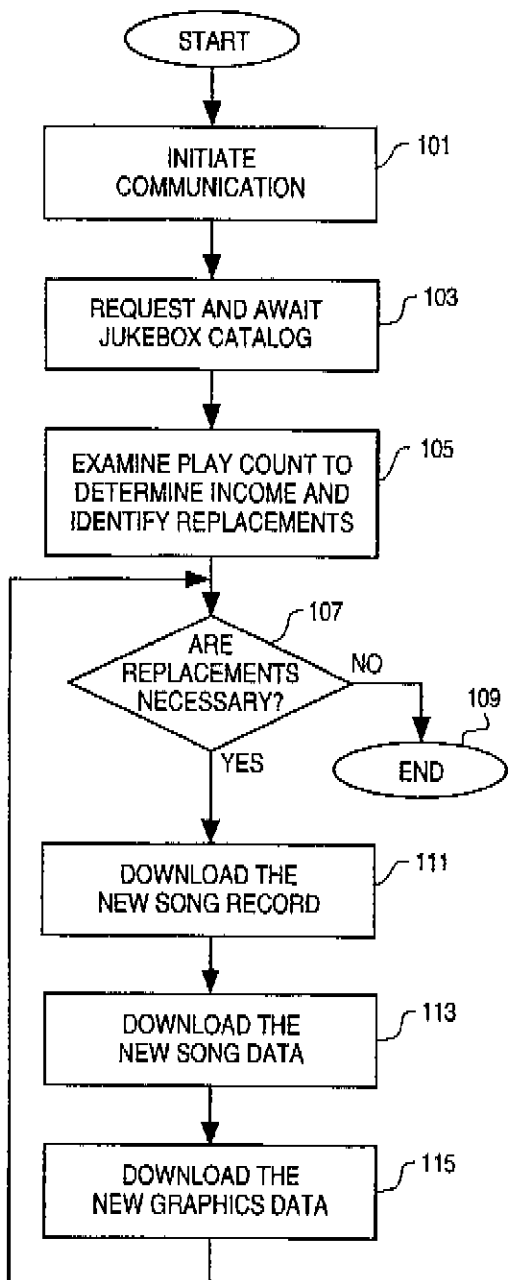 START
INITIATE
COMMUNICATION
101
REQUEST AND AWAIT
JUKEBOX CATALOG
103
EXAMINE PLAY COUNT TO
DETERMINE INCOME AND
IDENTIFY REPLACEMENTS
105
107
ARE
REPLACEMENTS
NECESSARY?
NO
YES
109
END
DOWNLOAD THE
NEW SONG RECORD
111
DOWNLOAD THE
NEW SONG DATA
113
DOWNLOAD THE
NEW GRAPHICS DATA
115